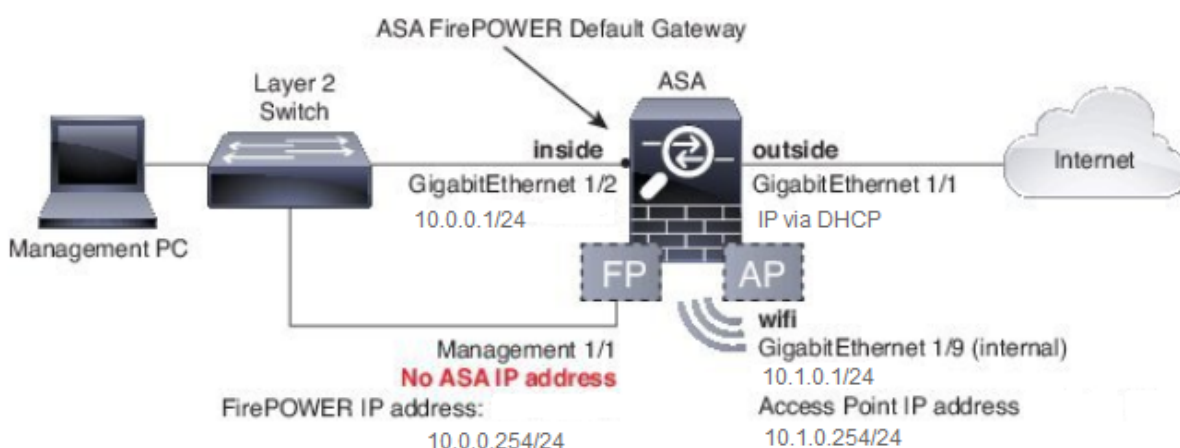 ASA FirePOWER Default Gateway
Layer 2
Switch
ASA
inside
outside
Internet
GigabitEthernet 1/2
GigabitEthernet 1/1
10.0.0.1/24
IP via DHCP
Management PC
FP
AP
wifi
Management 1/1
GigabitEthernet 1/9 (internal)
No ASA IP address
10.1.0.1/24
FirePOWER IP address:
Access Point IP address
10.0.0.254/24
10.1.0.254/24